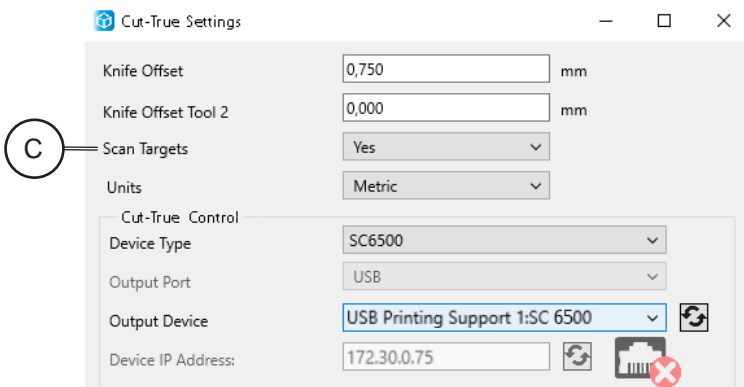 Cut-True Settings
Knife Offset 0,750 mm
Knife Offset Tool 2 0,000 mm
C Scan Targets Yes
Units Metric
Cut-True Control
Device Type SC6500
Output Port USB
Output Device USB Printing Support 1:SC 6500
Device IP Address: 172.30.0.75